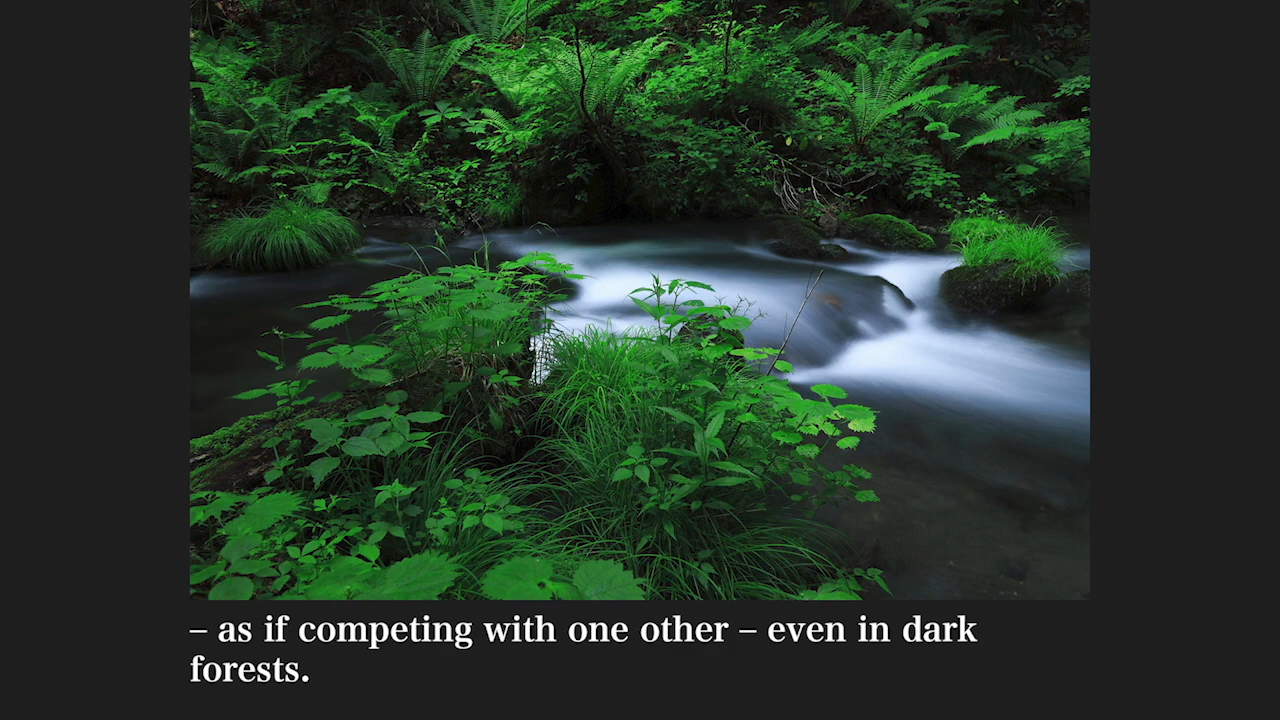 – as if competing with one other – even in dark
forests.